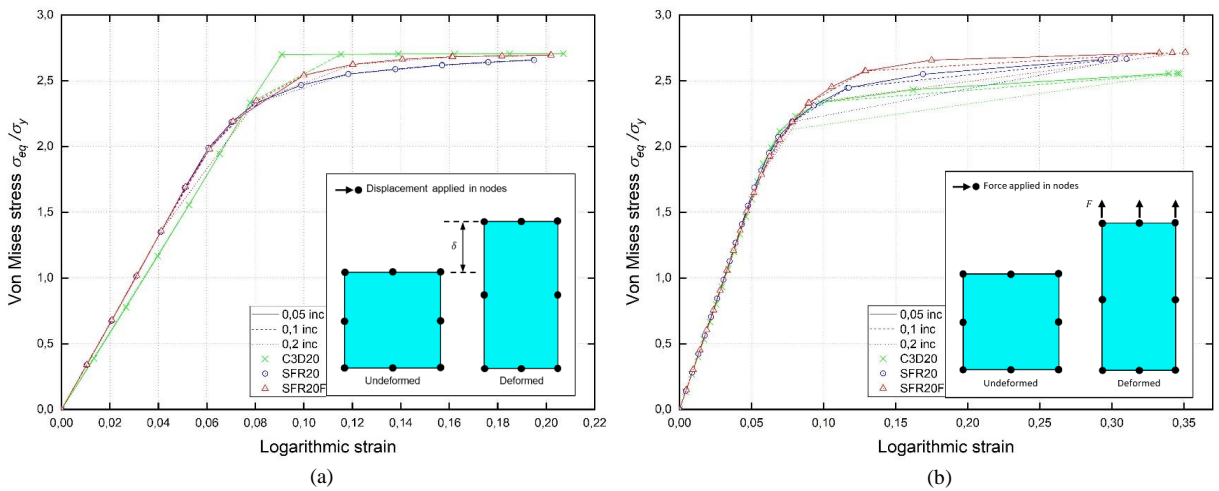 3,0
2,5
2,0
1,5
1,0
0,5
0,0
Von Mises stress σeq/σy
0,00 0,02 0,04 0,06 0,08 0,10 0,12 0,14 0,16 0,18 0,20 0,22
Logarithmic strain
0,05 inc
0,1 inc
0,2 inc
C3D20
SFR20
SFR20F
Displacement applied in nodes
δ
Undeformed
Deformed
(a)
3,0
2,5
2,0
1,5
1,0
0,5
0,0
Von Mises stress σeq/σy
0,00 0,05 0,10 0,15 0,20 0,25 0,30 0,35
Logarithmic strain
0,05 inc
0,1 inc
0,2 inc
C3D20
SFR20
SFR20F
Force applied in nodes
F
Undeformed
Deformed
(b)